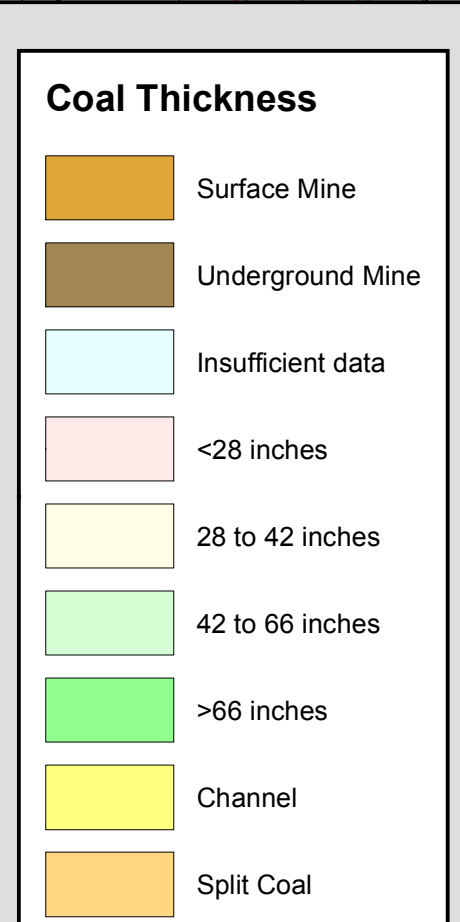 Coal Thickness
Surface Mine
Underground Mine
Insufficient data
<28 inches
28 to 42 inches
42 to 66 inches
>66 inches
Channel
Split Coal